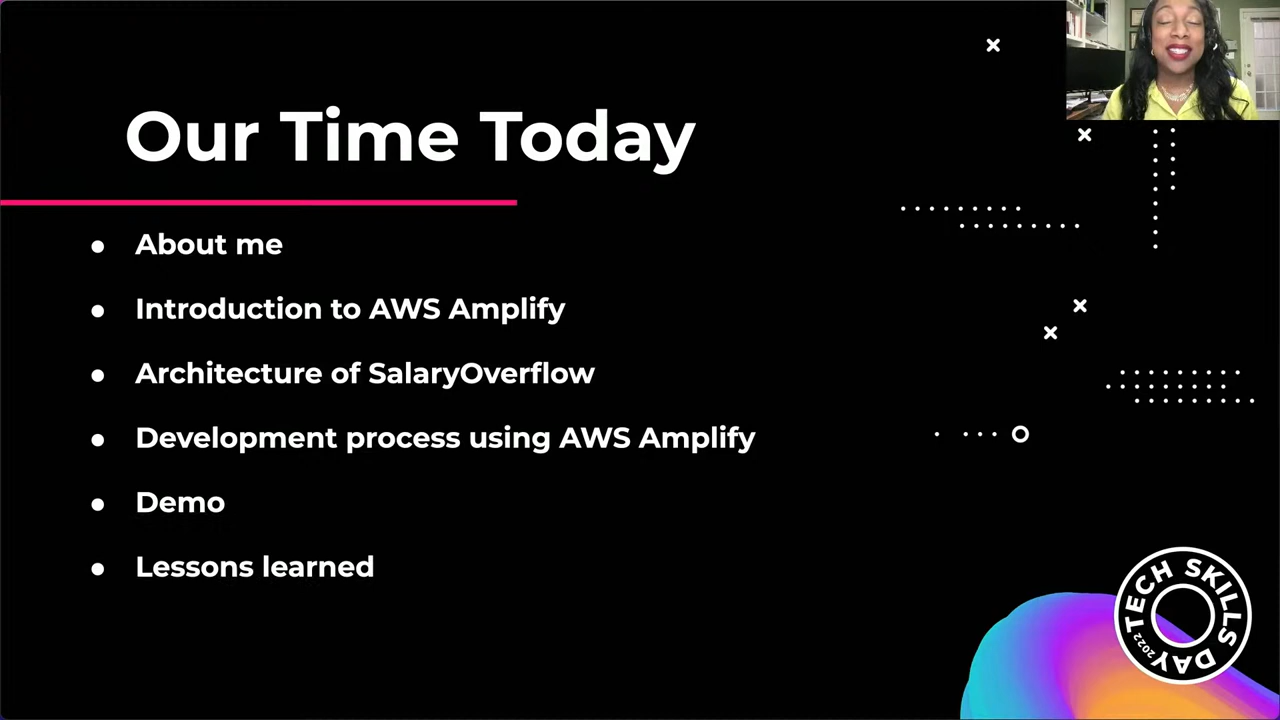 Our Time Today
● About me
● Introduction to AWS Amplify
● Architecture of SalaryOverflow
● Development process using AWS Amplify
● Demo
● Lessons learned
TECH SKILLS DAY 2022